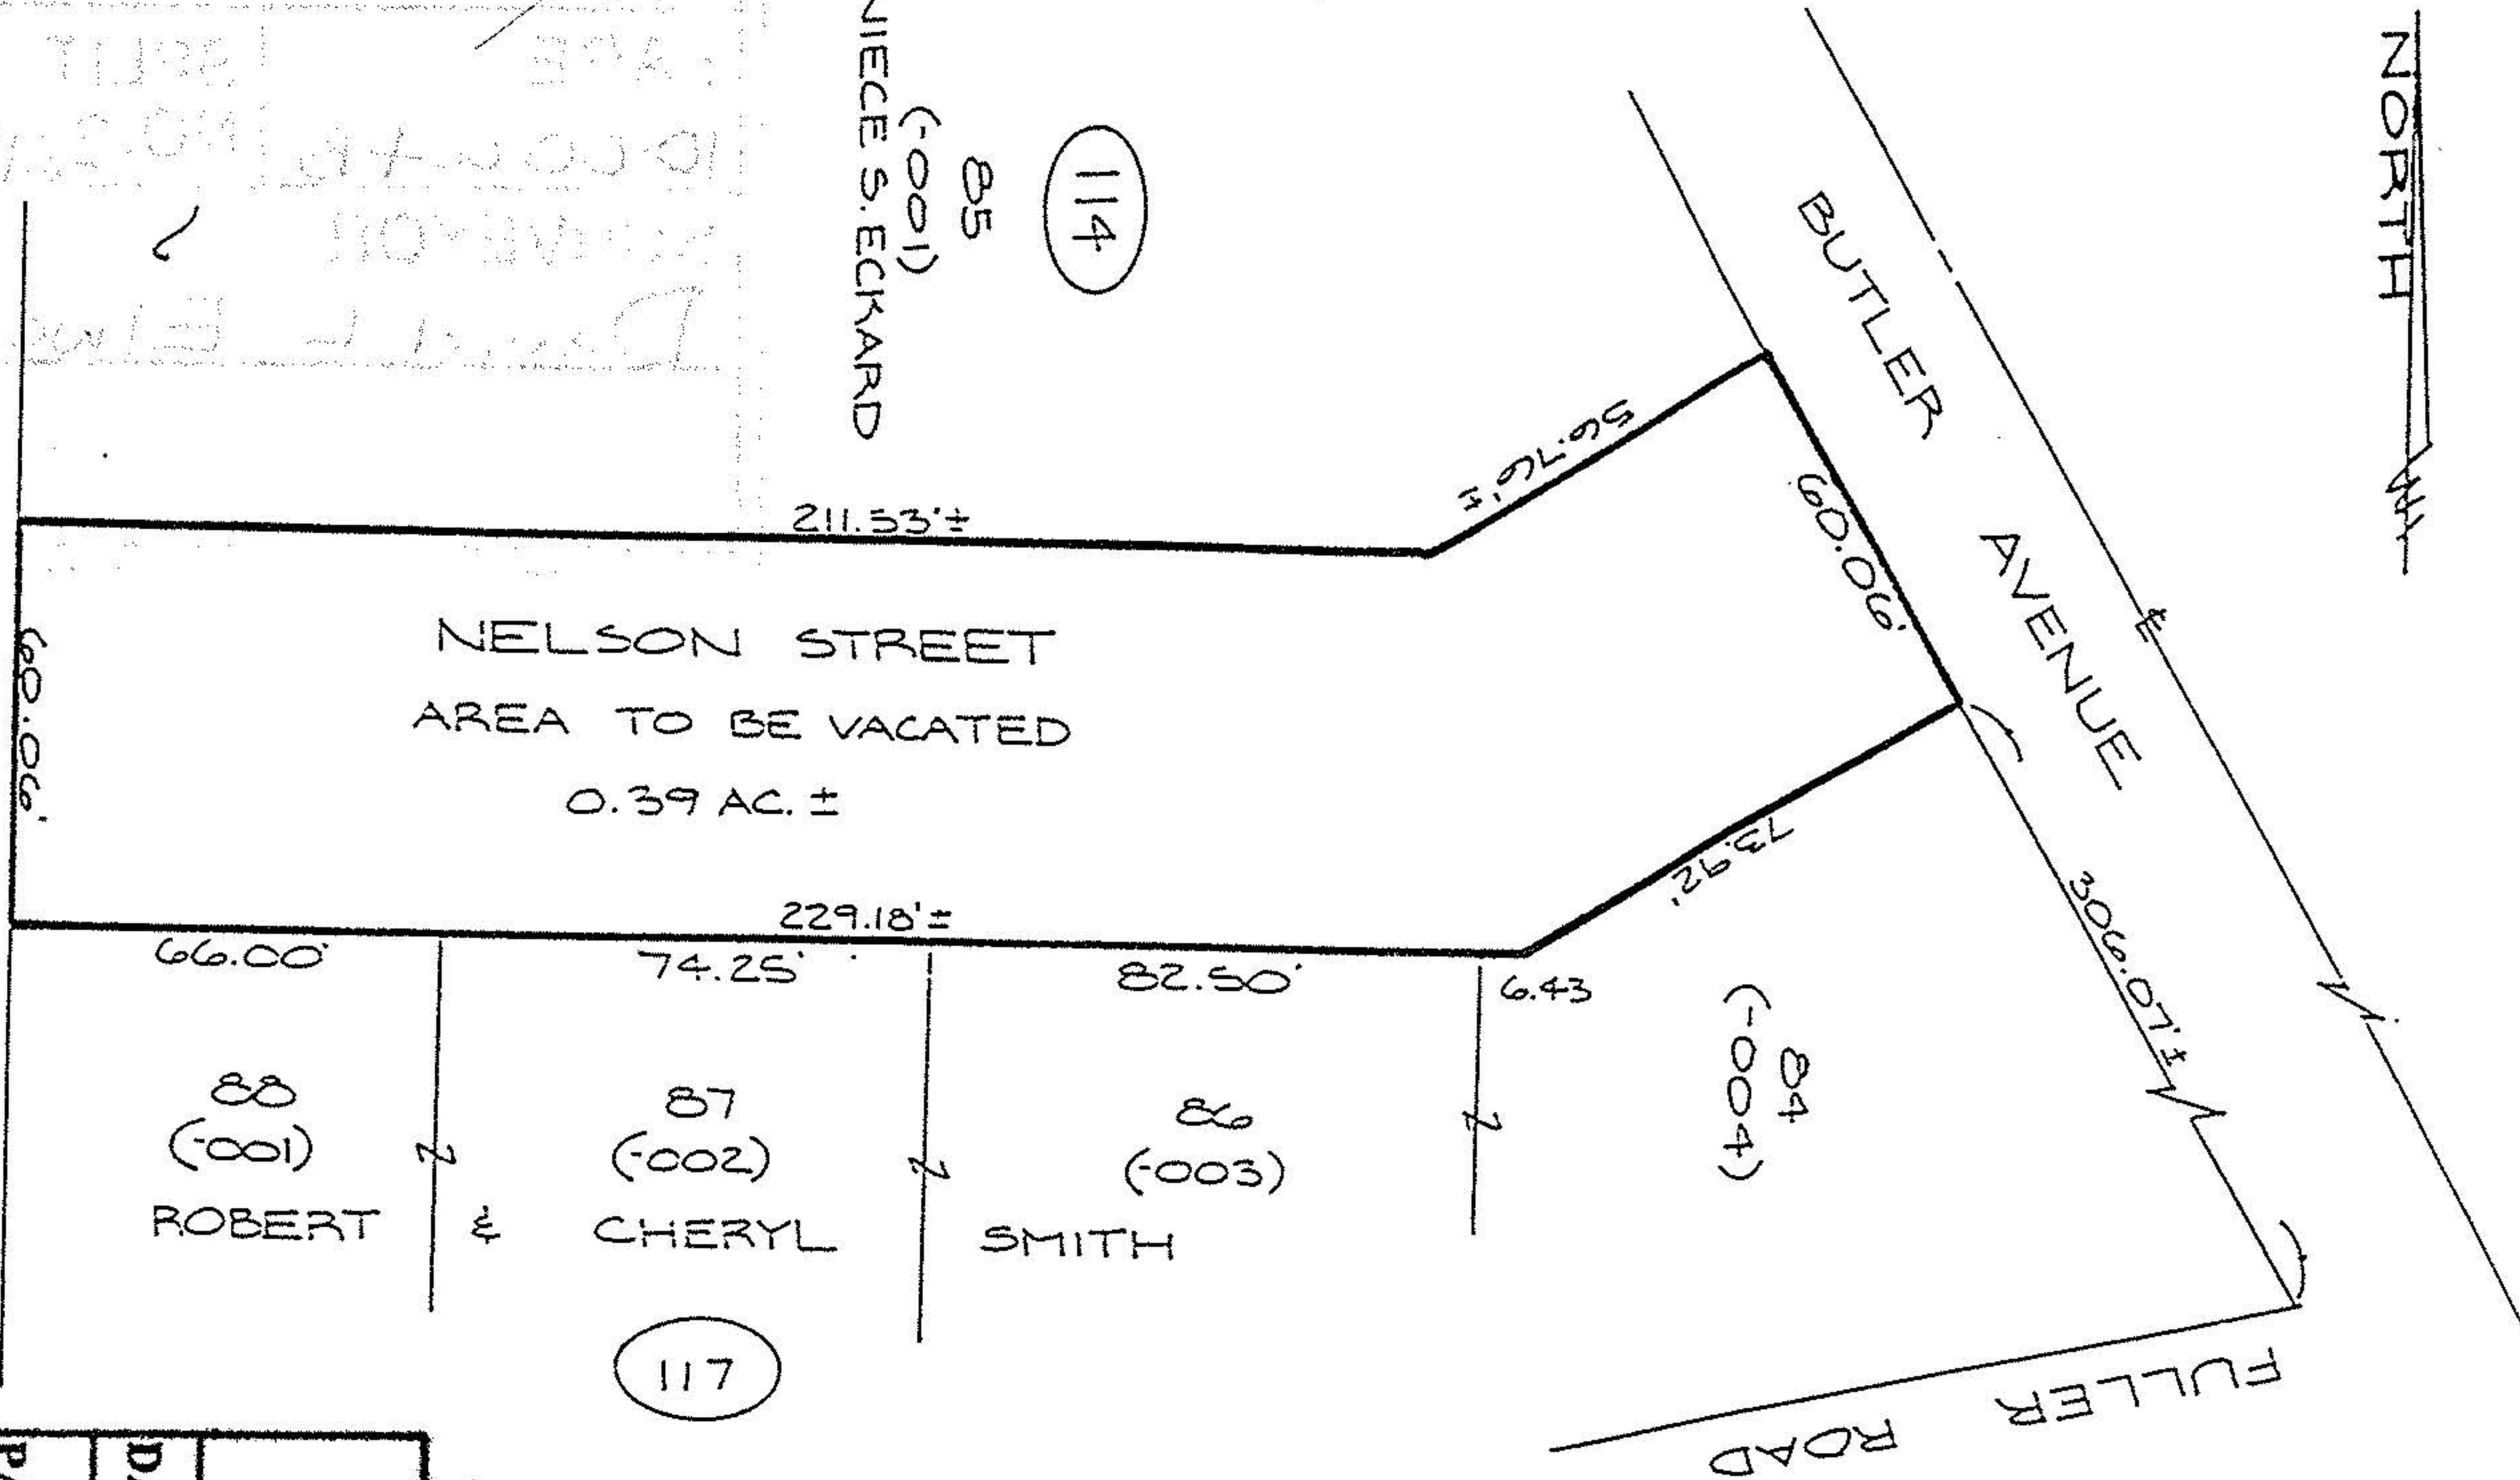 NORTH
114
85
(-001)
NIECE S. ECKARD
BUTLER AVENUE
56.76'±
60.06'
211.53'±
NELSON STREET
AREA TO BE VACATED
0.39 AC. ±
60.06'
229.18'±
73.92'
306.07'±
66.00'
74.25'
82.50'
6.43
84
(-004)
88
(-001)
87
(-002)
86
(-003)
ROBERT & CHERYL SMITH
117
FULLER ROAD